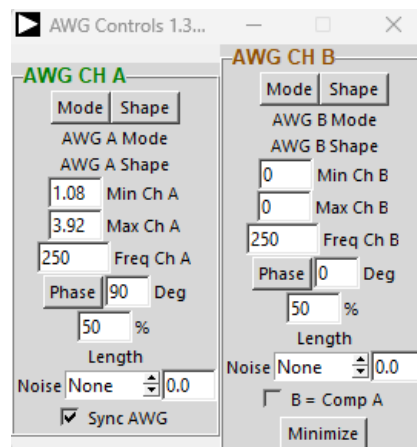 AWG Controls 1.3...
AWG CH A
Mode Shape
AWG A Mode
AWG A Shape
1.08 Min Ch A
3.92 Max Ch A
250 Freq Ch A
Phase 90 Deg
50 %
Length
Noise None 0.0
Sync AWG
AWG CH B
Mode Shape
AWG B Mode
AWG B Shape
0 Min Ch B
0 Max Ch B
250 Freq Ch B
Phase 0 Deg
50 %
Length
Noise None 0.0
B = Comp A
Minimize